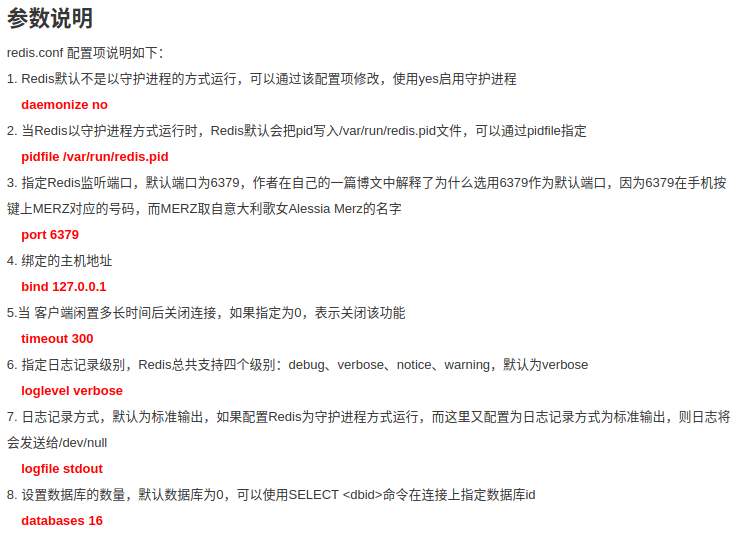 参数说明
redis.conf 配置项说明如下：
1. Redis默认不是以守护进程的方式运行，可以通过该配置项修改，使用yes启用守护进程
daemonize no
2. 当Redis以守护进程方式运行时，Redis默认会把pid写入/var/run/redis.pid文件，可以通过pidfile指定
pidfile /var/run/redis.pid
3. 指定Redis监听端口，默认端口为6379，作者在自己的一篇博文中解释了为什么选用6379作为默认端口，因为6379在手机按
键上MERZ对应的号码，而MERZ取自意大利歌女Alessia Merz的名字
port 6379
4. 绑定的主机地址
bind 127.0.0.1
5.当 客户端闲置多长时间后关闭连接，如果指定为0，表示关闭该功能
timeout 300
6. 指定日志记录级别，Redis总共支持四个级别：debug、verbose、notice、warning，默认为verbose
loglevel verbose
7. 日志记录方式，默认为标准输出，如果配置Redis为守护进程方式运行，而这里又配置为日志记录方式为标准输出，则日志将
会发送给/dev/null
logfile stdout
8. 设置数据库的数量，默认数据库为0，可以使用SELECT <dbid>命令在连接上指定数据库id
databases 16